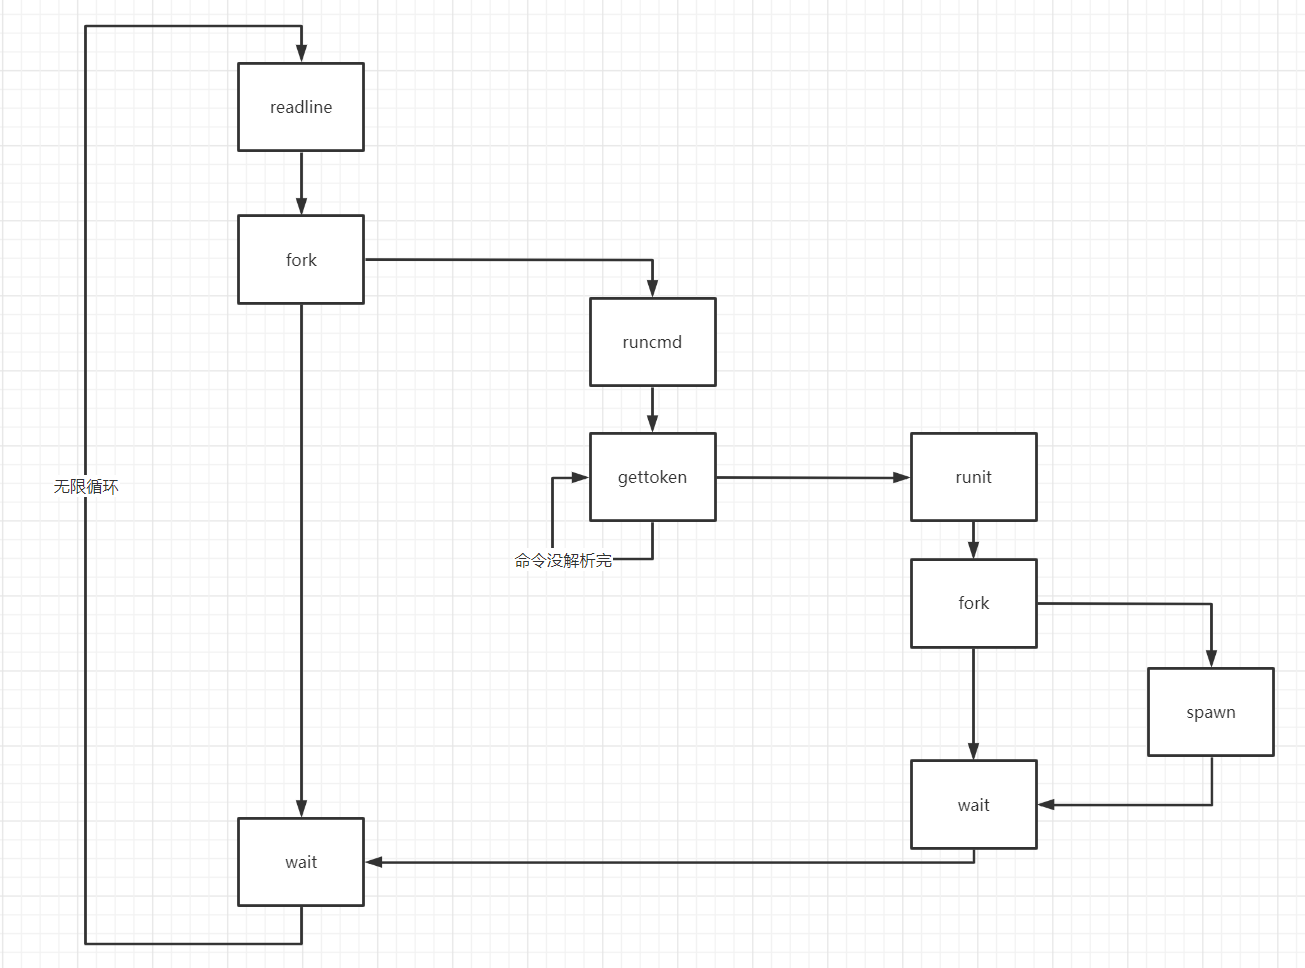 readline
fork
runcmd
gettoken
runit
无限循环
命令没解析完
fork
spawn
wait
wait